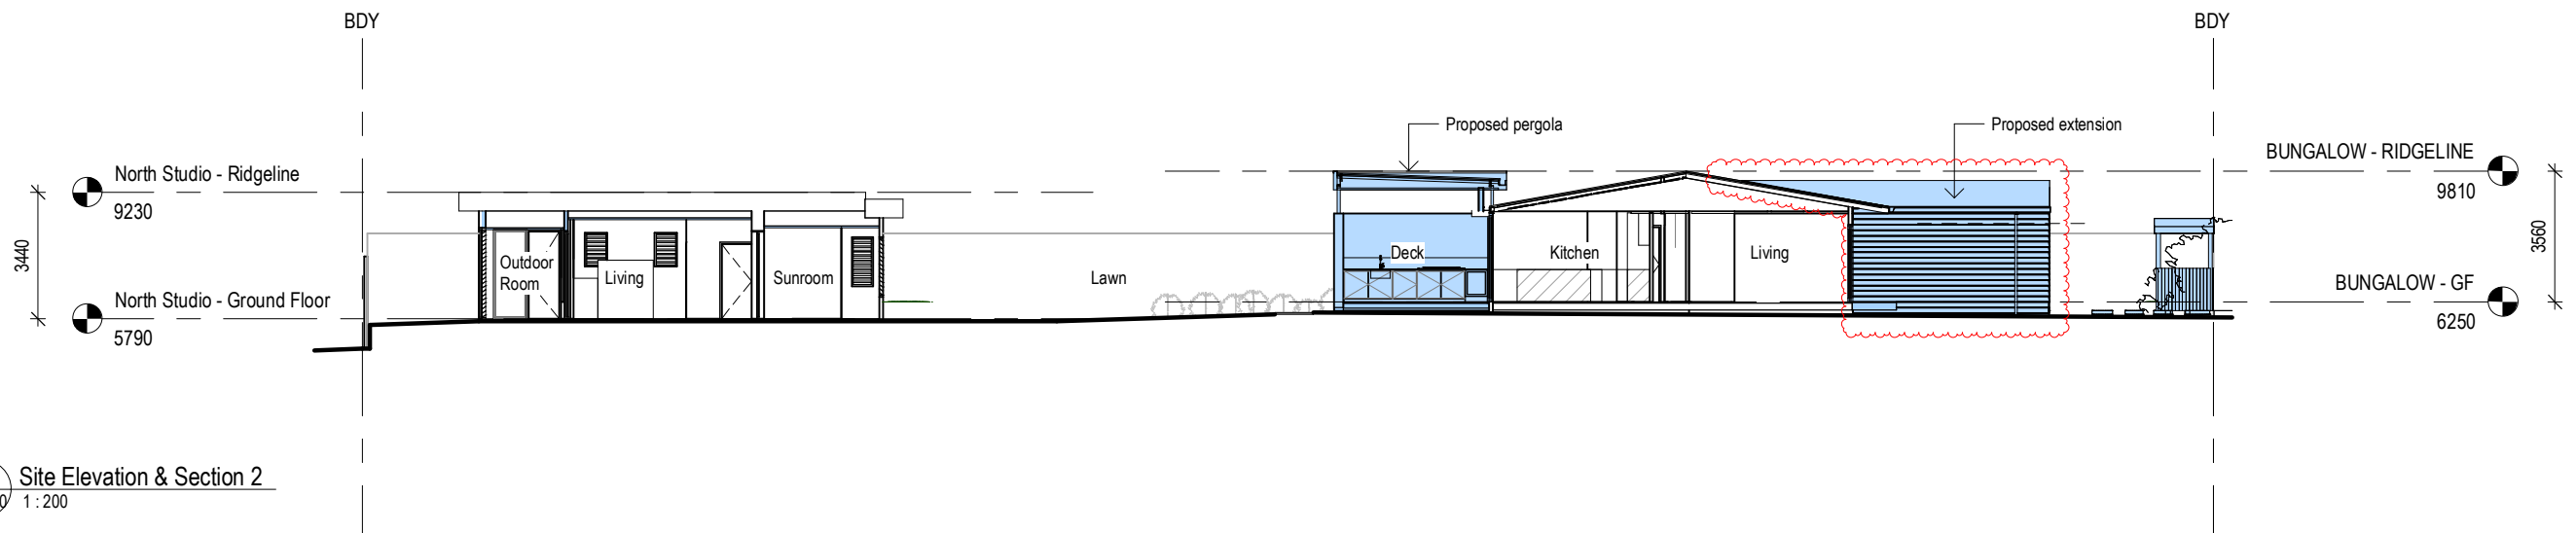 BDY
BDY
Proposed pergola
Proposed extension
North Studio - Ridgeline
9230
BUNGALOW - RIDGELINE
9810
3440
3560
Outdoor
Room
Living
Sunroom
Lawn
Deck
Kitchen
Living
North Studio - Ground Floor
5790
BUNGALOW - GF
6250
Site Elevation & Section 2
1 : 200